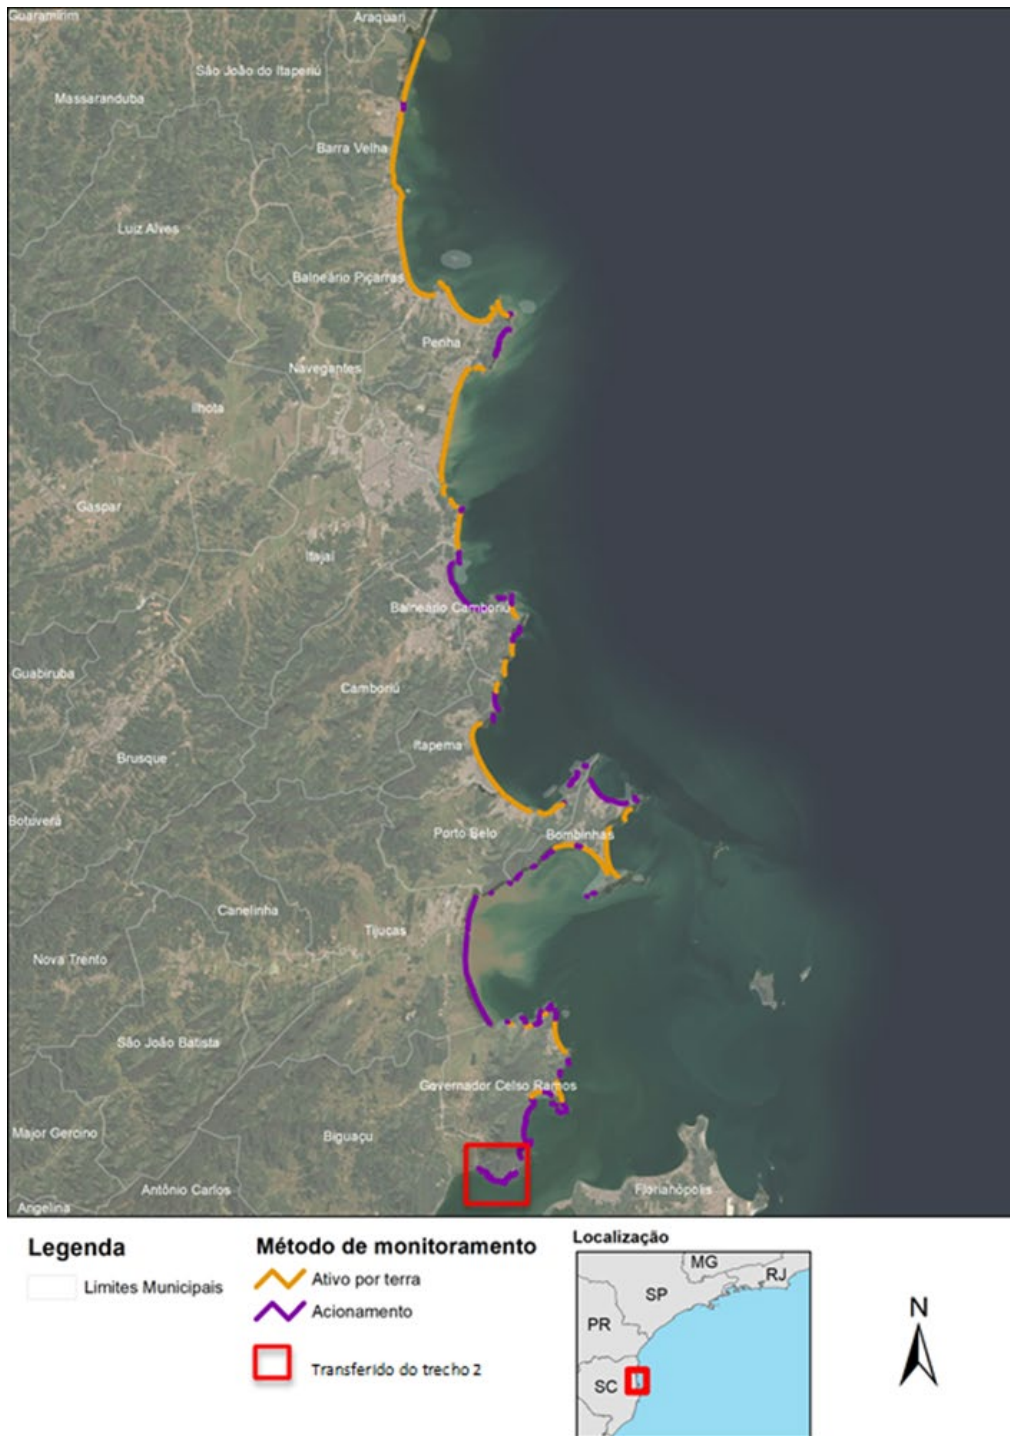 Guaramirim
Araquari
São João do Itaperiú
Massaranduba
Barra Velha
Luiz Alves
Balneário Piçarras
Penha
Navegantes
Ilhota
Gaspar
Itajaí
Balneário Camboriú
Guabiruba
Camboriú
Itapema
Brusque
Botuverá
Porto Belo
Bombinhas
Canelinha
Tijucas
Nova Trento
São João Batista
Governador Celso Ramos
Major Gercino
Biguaçu
Antônio Carlos
Florianópolis
Angelina
Legenda
Limites Municipais
Método de monitoramento
Ativo por terra
Acionamento
Transferido do trecho 2
Localização
MG
RJ
SP
PR
SC
N